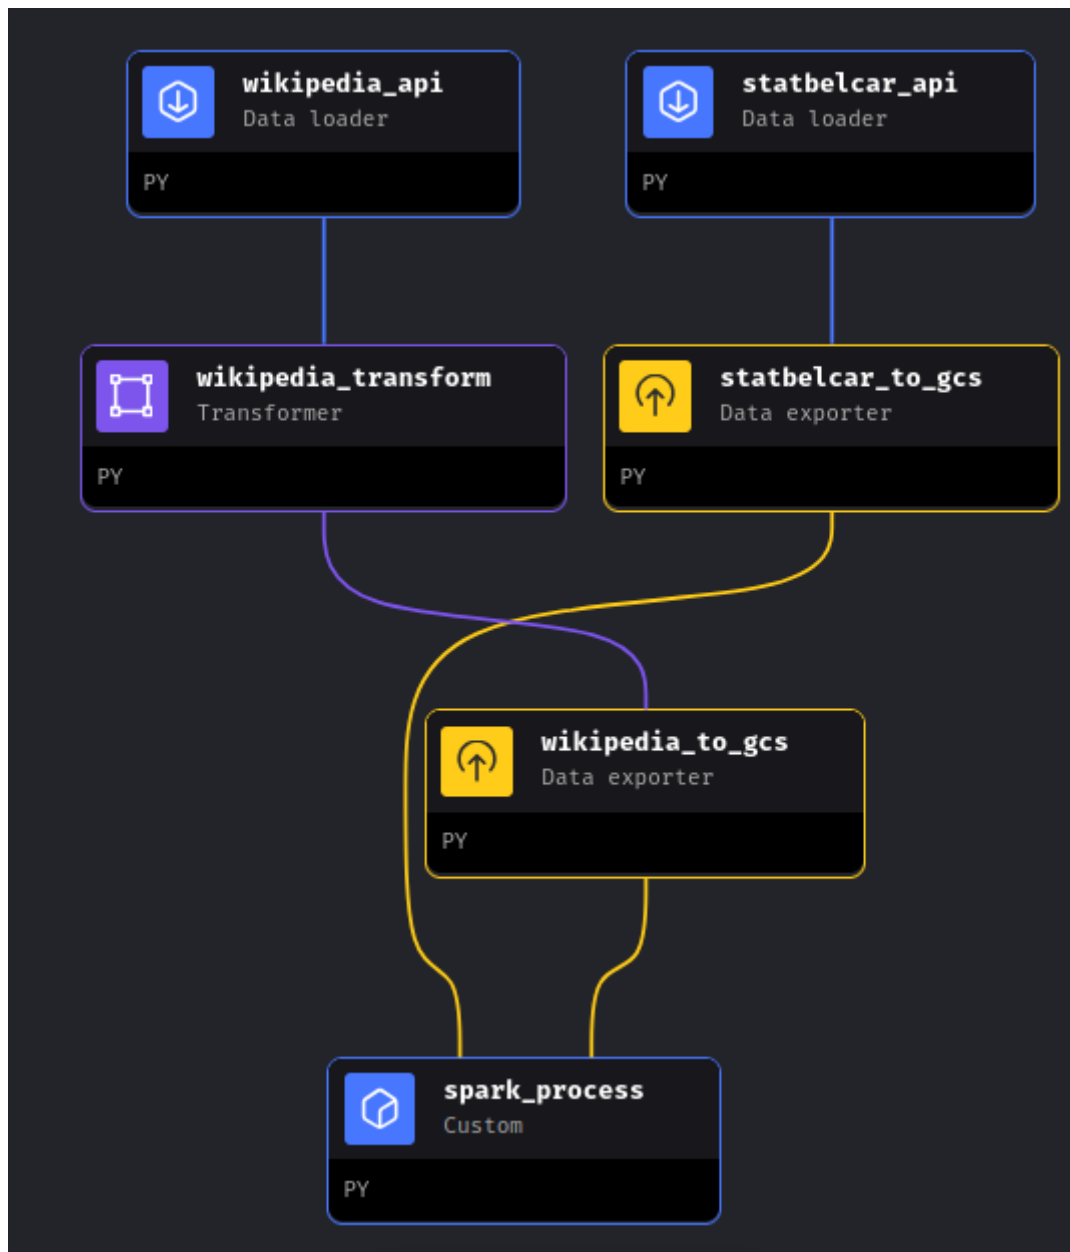 wikipedia_api
Data loader
PY
statbelcar_api
Data loader
PY
wikipedia_transform
Transformer
PY
statbelcar_to_gcs
Data exporter
PY
wikipedia_to_gcs
Data exporter
PY
spark_process
Custom
PY